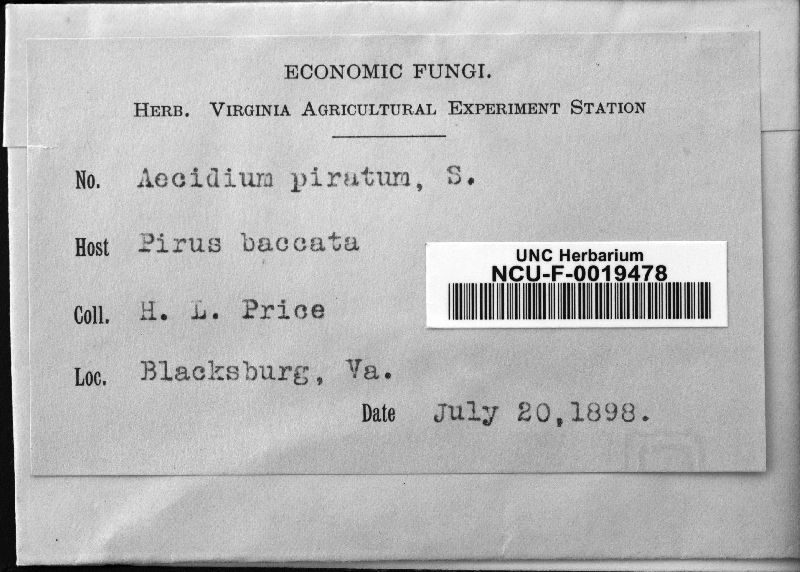 ECONOMIC FUNGI.
HERB. VIRGINIA AGRICULTURAL EXPERIMENT STATION
No. Aecidium piratum, S.
Host Pirus baccata
UNC Herbarium
NCU-F-0019478
Coll. H. L. Price
Loc. Blacksburg, Va.
Date July 20,1898.